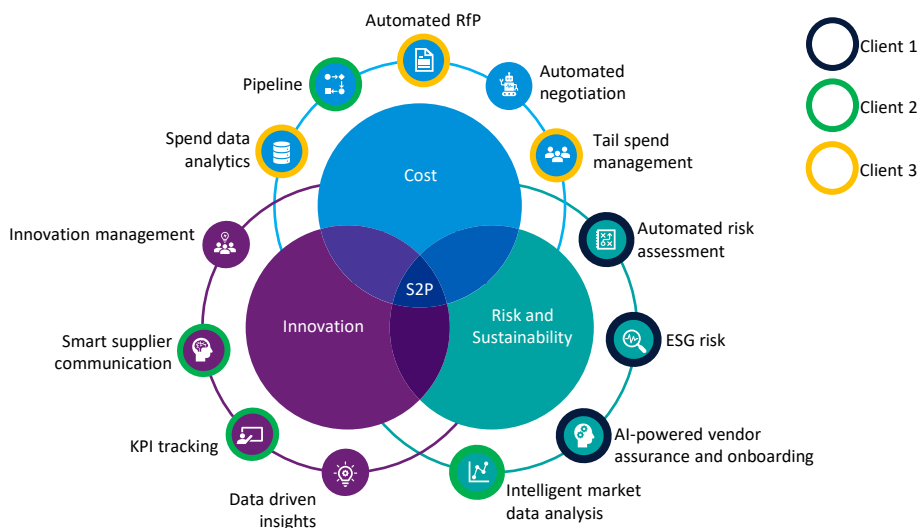 Automated RfP
Client 1
Pipeline
Automated
negotiation
Client 2
Spend data
analytics
Tail spend
management
Client 3
Cost
Innovation management
Automated risk
assessment
S2P
Innovation
Risk and
Sustainability
Smart supplier
communication
ESG risk
KPI tracking
AI-powered vendor
assurance and onboarding
Data driven
insights
Intelligent market
data analysis